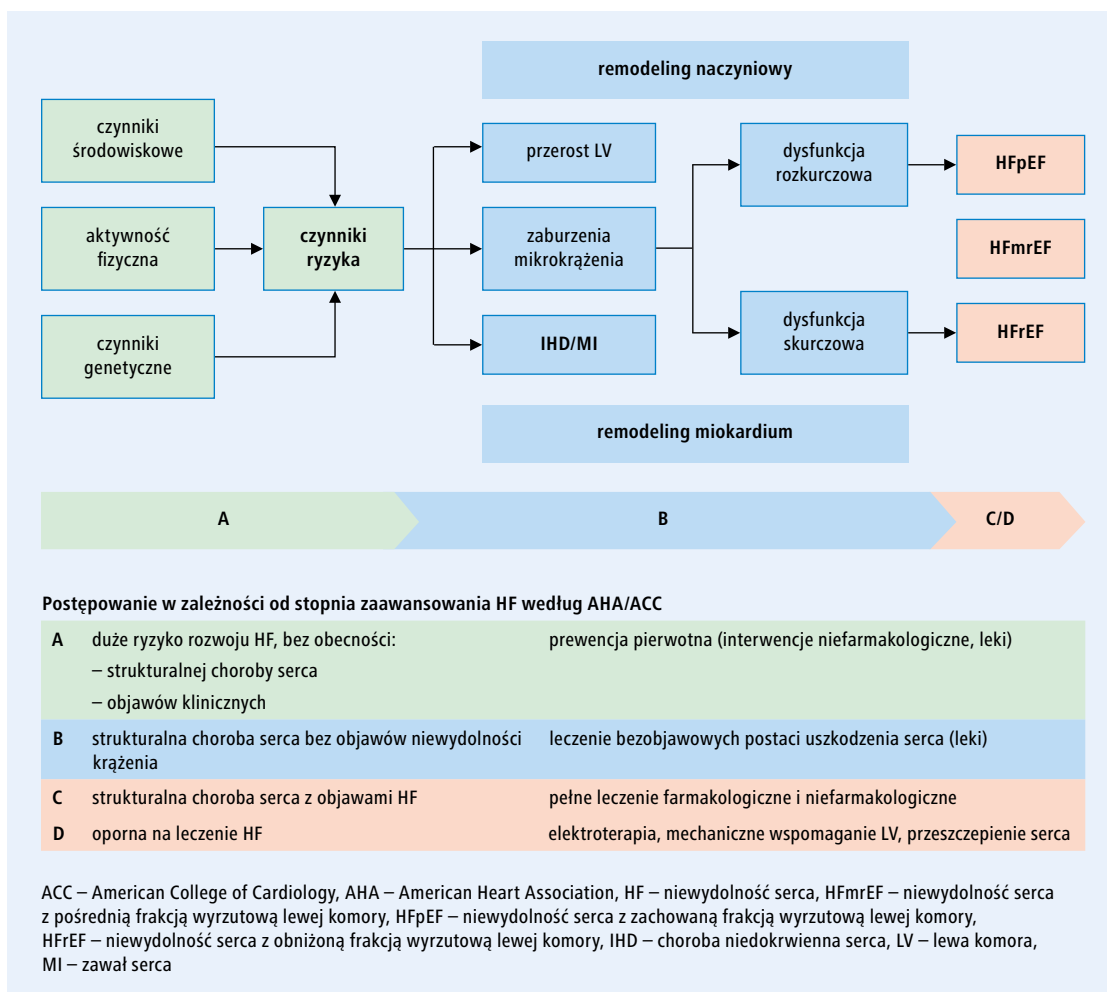 remodeling naczyniowy
czynniki
środowiskowe
przerost LV
dysfunkcja
rozkurczowa
HFpEF
aktywność
fizyczna
czynniki
ryzyka
zaburzenia
mikrokrążenia
HFmrEF
czynniki
genetyczne
IHD/MI
dysfunkcja
skurczowa
HFrEF
remodeling miokardium
A
B
C/D
Postępowanie w zależności od stopnia zaawansowania HF według AHA/ACC
A duże ryzyko rozwoju HF, bez obecności: prewencja pierwotna (interwencje niefarmakologiczne, leki)
– strukturalnej choroby serca
– objawów klinicznych
B strukturalna choroba serca bez objawów niewydolności leczenie bezobjawowych postaci uszkodzenia serca (leki)
krążenia
C strukturalna choroba serca z objawami HF pełne leczenie farmakologiczne i niefarmakologiczne
D oporna na leczenie HF elektroterapia, mechaniczne wspomaganie LV, przeszczepienie serca
ACC – American College of Cardiology, AHA – American Heart Association, HF – niewydolność serca, HFmrEF – niewydolność serca
z pośrednią frakcją wyrzutową lewej komory, HFpEF – niewydolność serca z zachowaną frakcją wyrzutową lewej komory,
HFrEF – niewydolność serca z obniżoną frakcją wyrzutową lewej komory, IHD – choroba niedokrwienna serca, LV – lewa komora,
MI – zawał serca